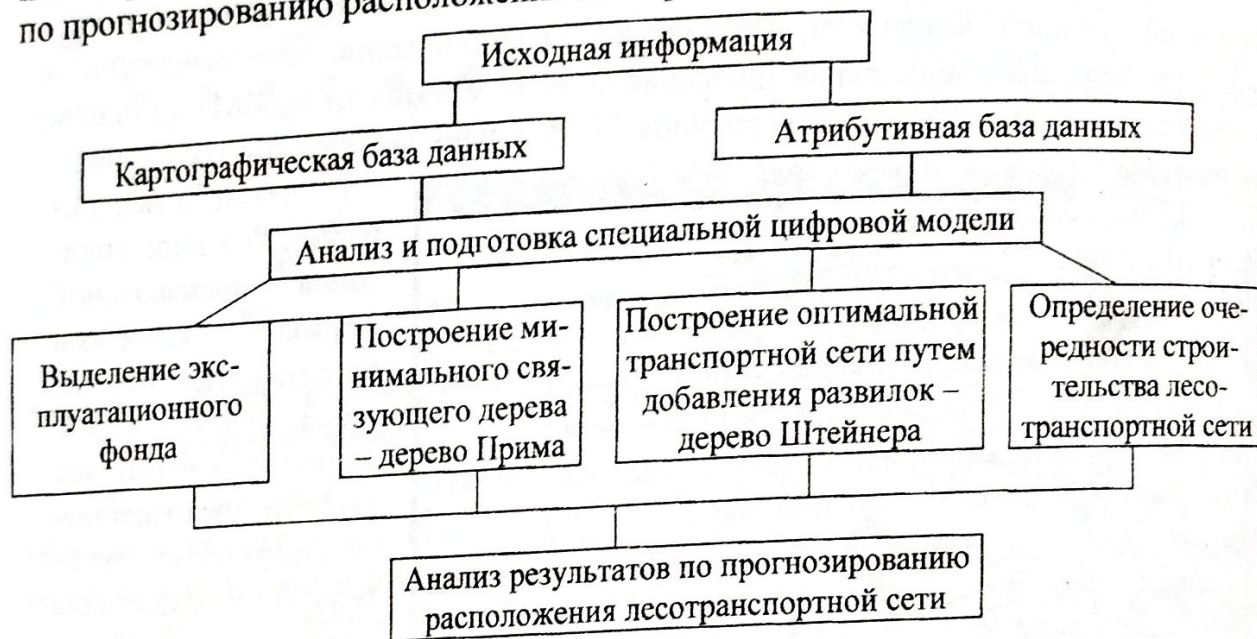 по прогнозированию
Исходная информация
Картографическая база данных
Атрибутивная база данных
Анализ и подготовка специальной цифровой модели
Выделение экс-
плуатационного
фонда
Построение ми-
нимального свя-
зующего дерева
– дерево Прима
Построение оптимальной
транспортной сети путем
добавления развилок –
дерево Штейнера
Определение оче-
редности строи-
тельства лесо-
транспортной сети
Анализ результатов по прогнозированию
расположения лесотранспортной сети